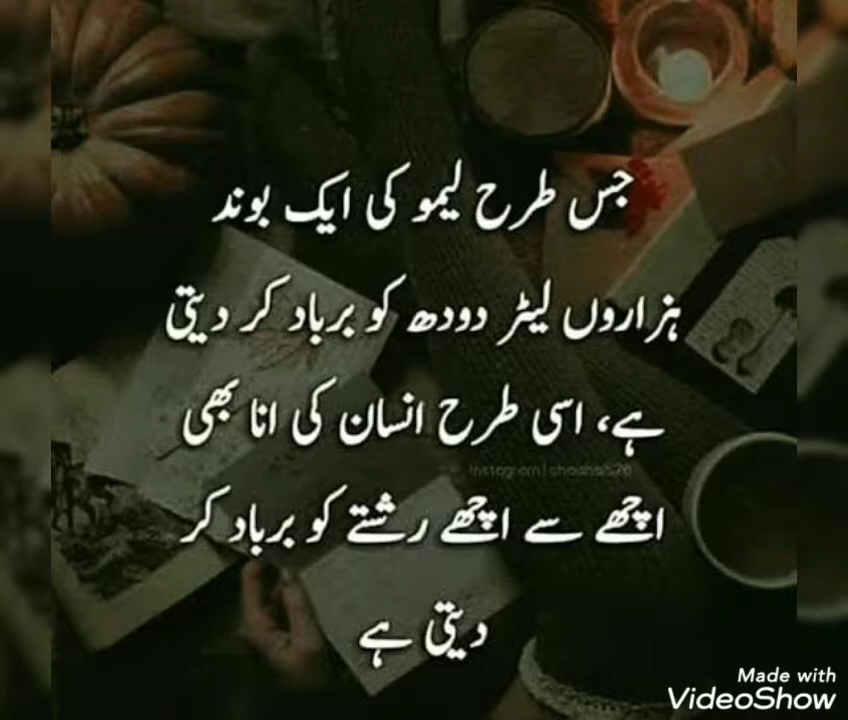 جس طرح لیمو کی ایک بوند
ہزاروں لیٹر دودھ کو برباد کر دیتی
ہے، اسی طرح انسان کی انا بھی
اچھے سے اچھے رشتے کو برباد کر
دیتی ہے
Made with
VideoShow